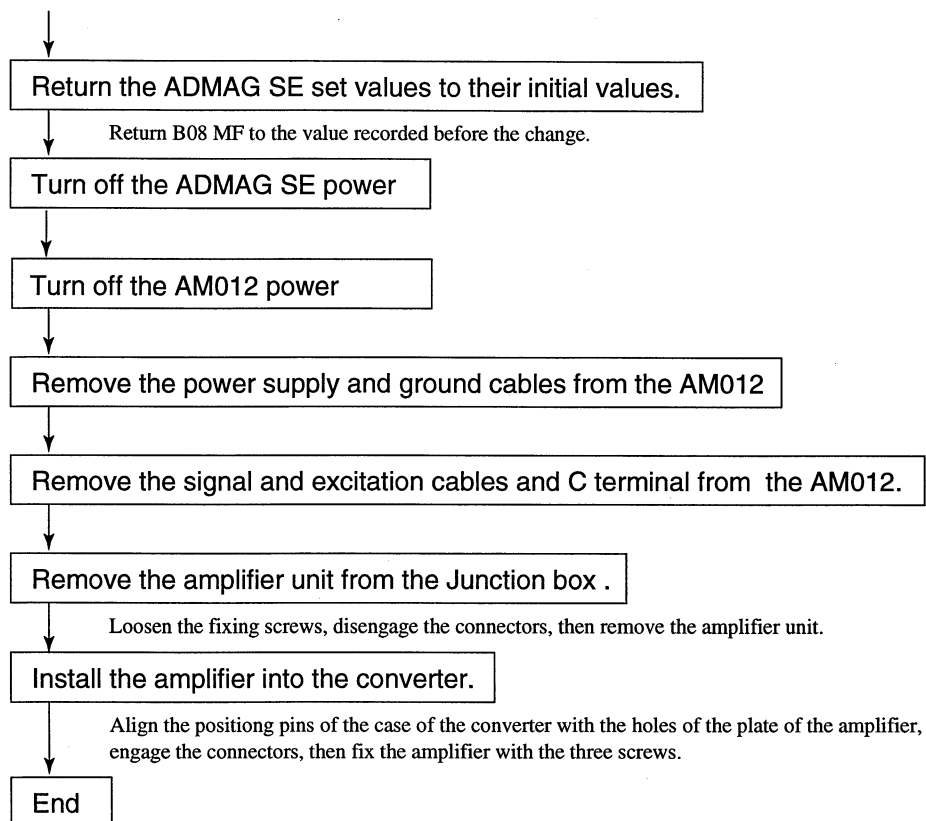 Return the ADMAG SE set values to their initial values.
Return B08 MF to the value recorded before the change.
Turn off the ADMAG SE power
Turn off the AM012 power
Remove the power supply and ground cables from the AM012
Remove the signal and excitation cables and C terminal from the AM012.
Remove the amplifier unit from the Junction box .
Loosen the fixing screws, disengage the connectors, then remove the amplifier unit.
Install the amplifier into the converter.
Align the positiong pins of the case of the converter with the holes of the plate of the amplifier,
engage the connectors, then fix the amplifier with the three screws.
End